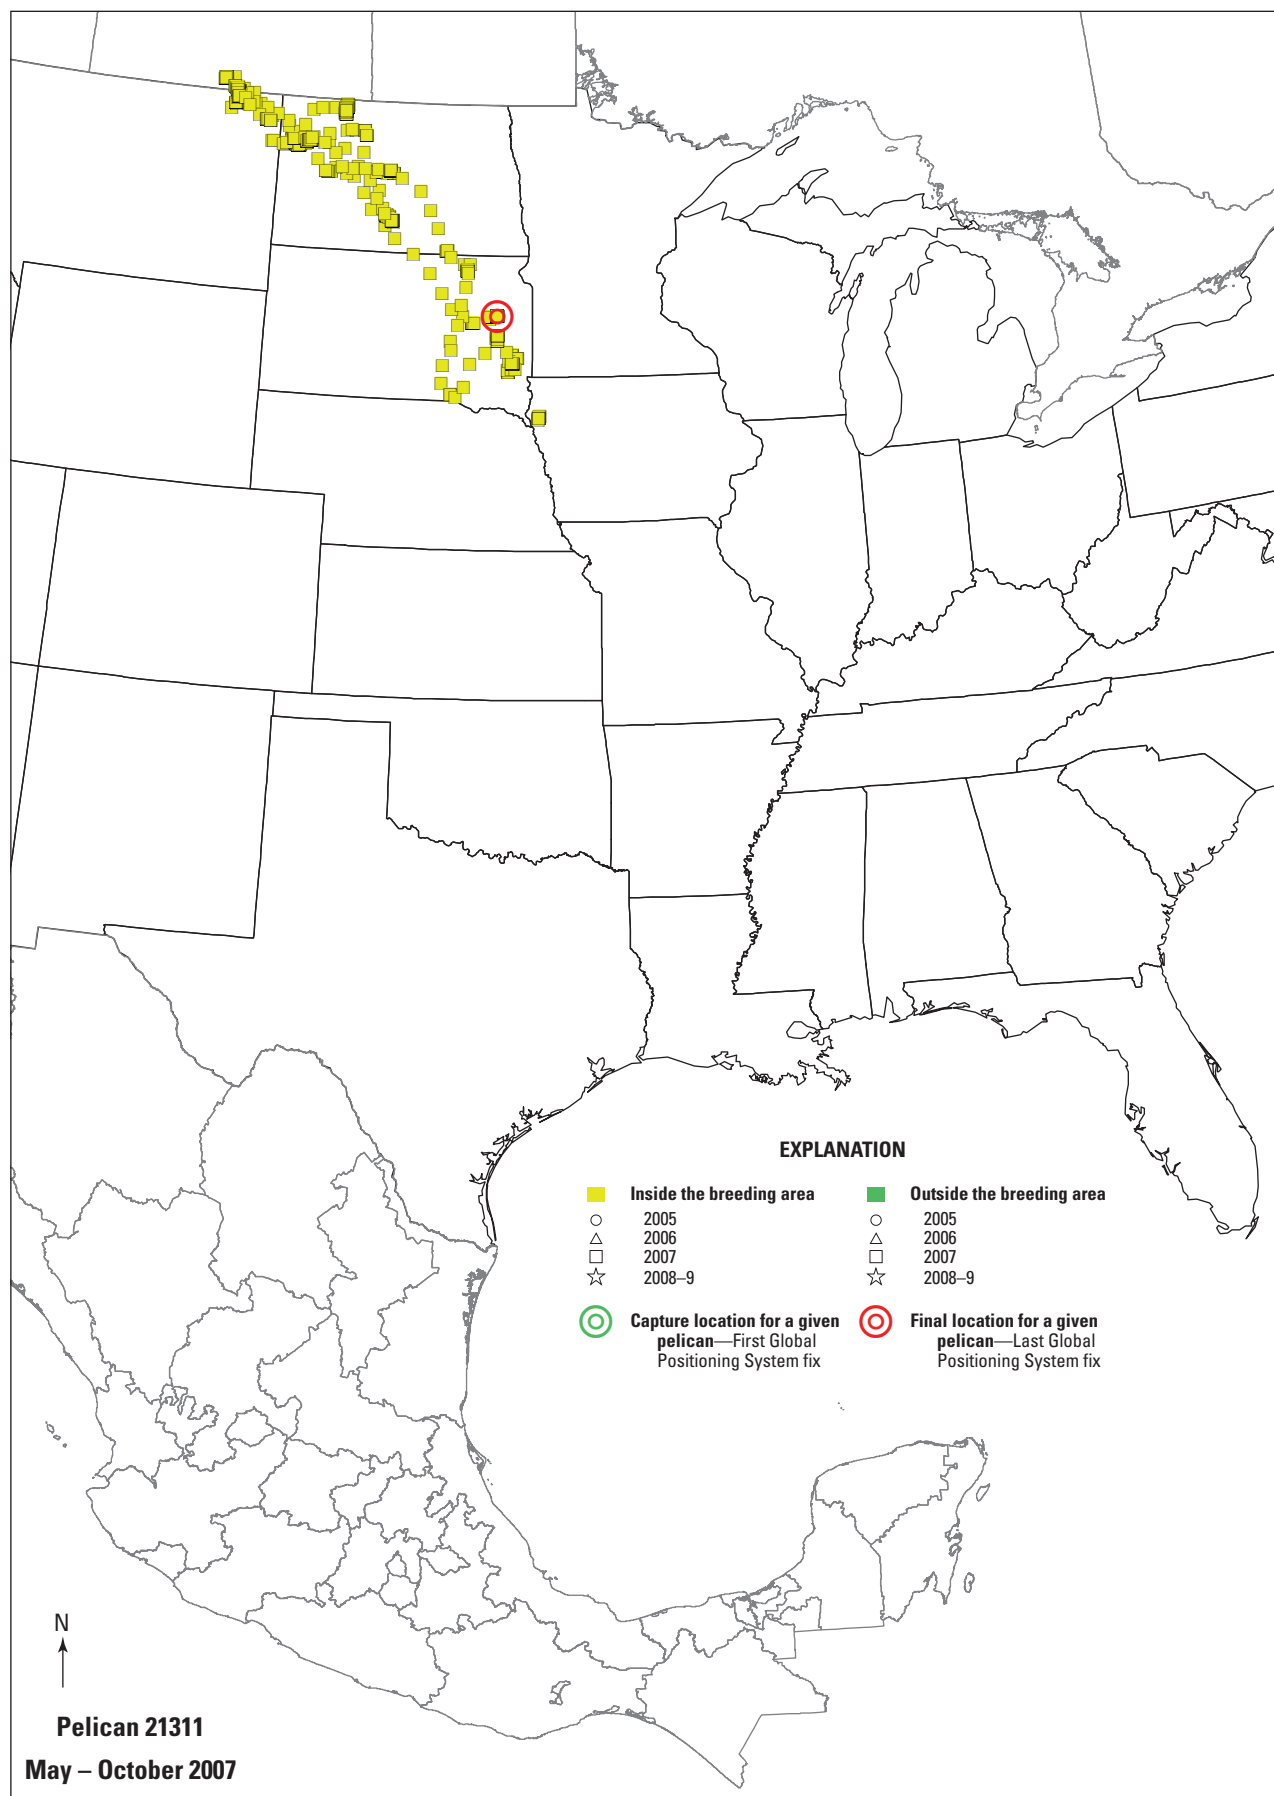 EXPLANATION
Inside the breeding area
2005
2006
2007
2008–9
Capture location for a given
pelican—First Global
Positioning System fix
Outside the breeding area
2005
2006
2007
2008–9
Final location for a given
pelican—Last Global
Positioning System fix
N
Pelican 21311
May – October 2007